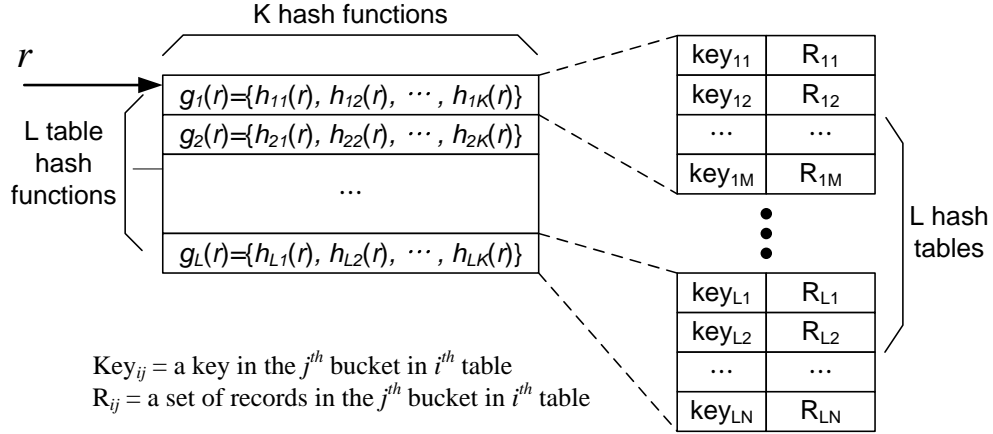 K hash functions
r
L table
hash
functions
g1(r)={h11(r), h12(r), ⋯ , h1K(r)}
g2(r)={h21(r), h22(r), ⋯ , h2K(r)}
⋯
gL(r)={hL1(r), hL2(r), ⋯ , hLK(r)}
key11 R11
key12 R12
⋯ ⋯
key1M R1M
L hash
tables
keyL1 RL1
keyL2 RL2
⋯ ⋯
keyLN RLN
Keyij = a key in the jth bucket in ith table
Rij = a set of records in the jth bucket in ith table